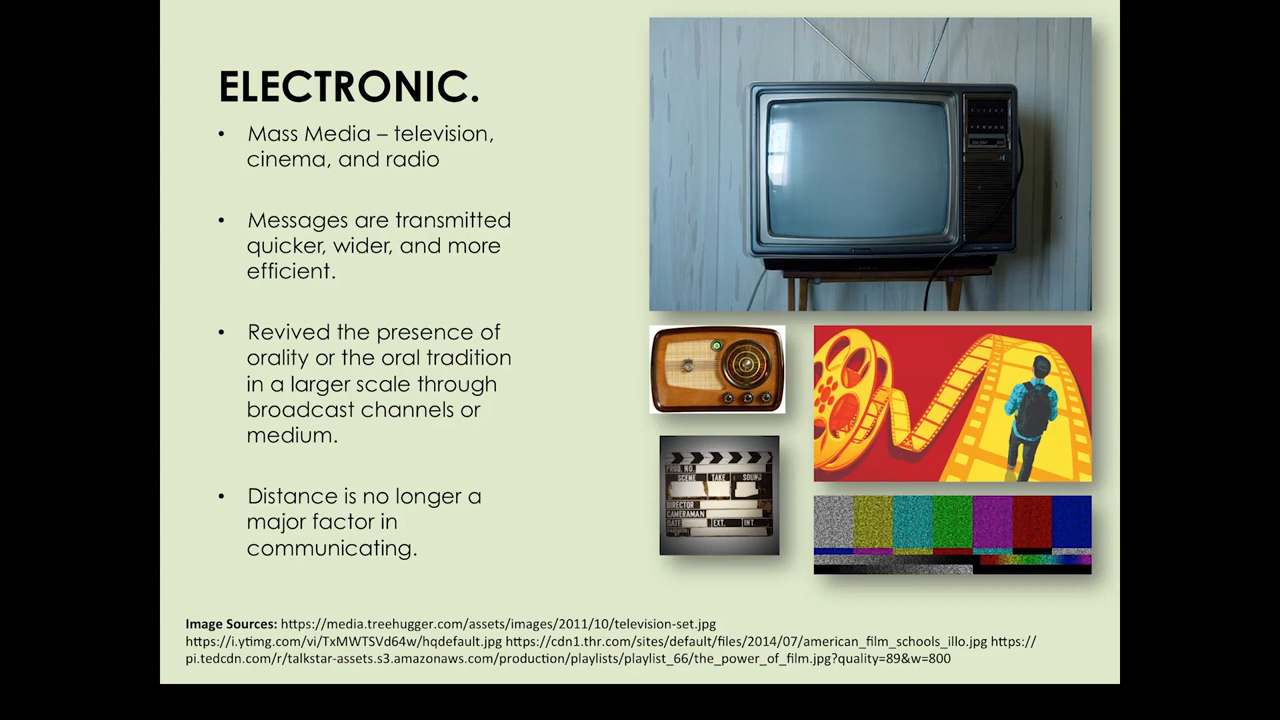 ELECTRONIC.
• Mass Media – television,
cinema, and radio
• Messages are transmitted
quicker, wider, and more
efficient.
• Revived the presence of
orality or the oral tradition
in a larger scale through
broadcast channels or
medium.
• Distance is no longer a
major factor in
communicating.
PROD. NO.
SCENE TAKE SOUND
DIRECTOR
CAMERAMAN
DATE EXT. INT.
Image Sources: https://media.treehugger.com/assets/images/2011/10/television-set.jpg
https://i.ytimg.com/vi/TxMWTSVd64w/hqdefault.jpg https://cdn1.thr.com/sites/default/files/2014/07/american_film_schools_illo.jpg https://
pi.tedcdn.com/r/talkstar-assets.s3.amazonaws.com/production/playlists/playlist_66/the_power_of_film.jpg?quality=89&w=800